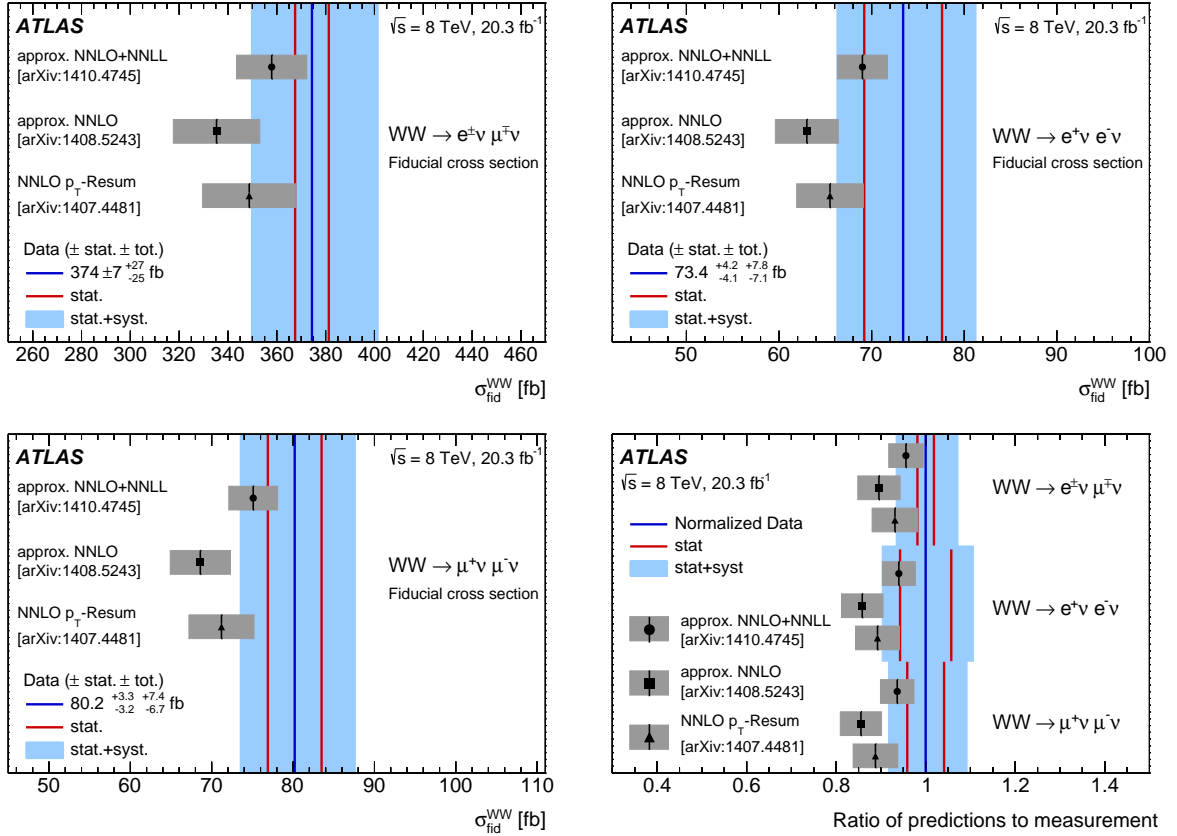 ATLAS
√s = 8 TeV, 20.3 fb⁻¹
approx. NNLO+NNLL
[arXiv:1410.4745]
approx. NNLO
[arXiv:1408.5243]
WW → e±ν μ∓ν
Fiducial cross section
NNLO p_T-Resum
[arXiv:1407.4481]
Data (± stat. ± tot.)
374 ±7 +27 -25 fb
stat.
stat.+syst.
260 280 300 320 340 360 380 400 420 440 460
σ_fid^WW [fb]
ATLAS
√s = 8 TeV, 20.3 fb⁻¹
approx. NNLO+NNLL
[arXiv:1410.4745]
approx. NNLO
[arXiv:1408.5243]
WW → e⁺ν e⁻ν
Fiducial cross section
NNLO p_T-Resum
[arXiv:1407.4481]
Data (± stat. ± tot.)
73.4 +4.2 -4.1 +7.8 -7.1 fb
stat.
stat.+syst.
50 60 70 80 90 100
σ_fid^WW [fb]
ATLAS
√s = 8 TeV, 20.3 fb⁻¹
approx. NNLO+NNLL
[arXiv:1410.4745]
approx. NNLO
[arXiv:1408.5243]
WW → μ⁺ν μ⁻ν
Fiducial cross section
NNLO p_T-Resum
[arXiv:1407.4481]
Data (± stat. ± tot.)
80.2 +3.3 -3.2 +7.4 -6.7 fb
stat.
stat.+syst.
50 60 70 80 90 100 110
σ_fid^WW [fb]
ATLAS
√s = 8 TeV, 20.3 fb⁻¹
WW → e±ν μ∓ν
Normalized Data
stat
stat+syst
WW → e⁺ν e⁻ν
approx. NNLO+NNLL
[arXiv:1410.4745]
approx. NNLO
[arXiv:1408.5243]
NNLO p_T-Resum
[arXiv:1407.4481]
WW → μ⁺ν μ⁻ν
0.4 0.6 0.8 1 1.2 1.4
Ratio of predictions to measurement